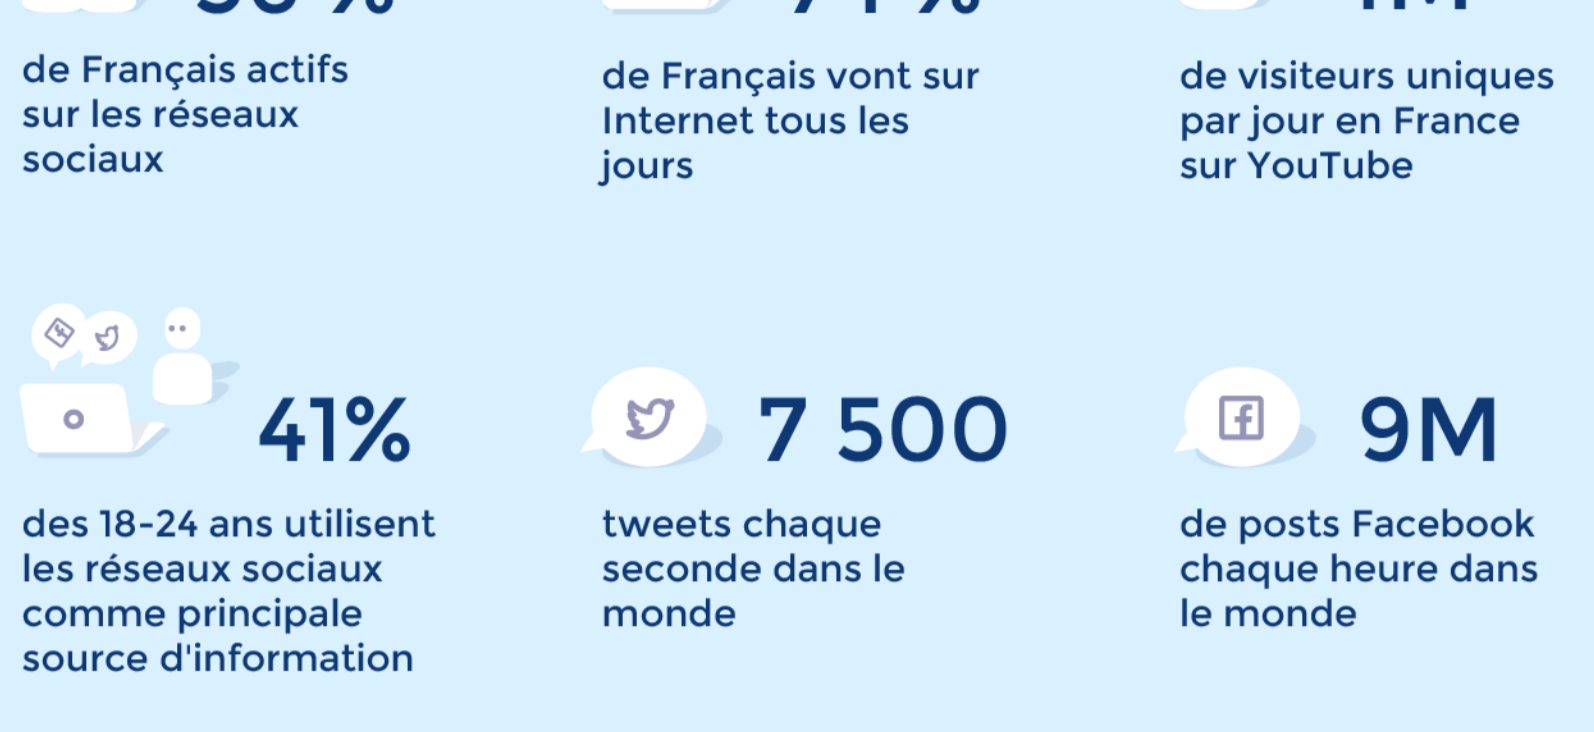 de Français actifs
sur les réseaux
sociaux
de Français vont sur
Internet tous les
jours
de visiteurs uniques
par jour en France
sur YouTube
41%
des 18-24 ans utilisent
les réseaux sociaux
comme principale
source d'information
7 500
tweets chaque
seconde dans le
monde
9M
de posts Facebook
chaque heure dans
le monde